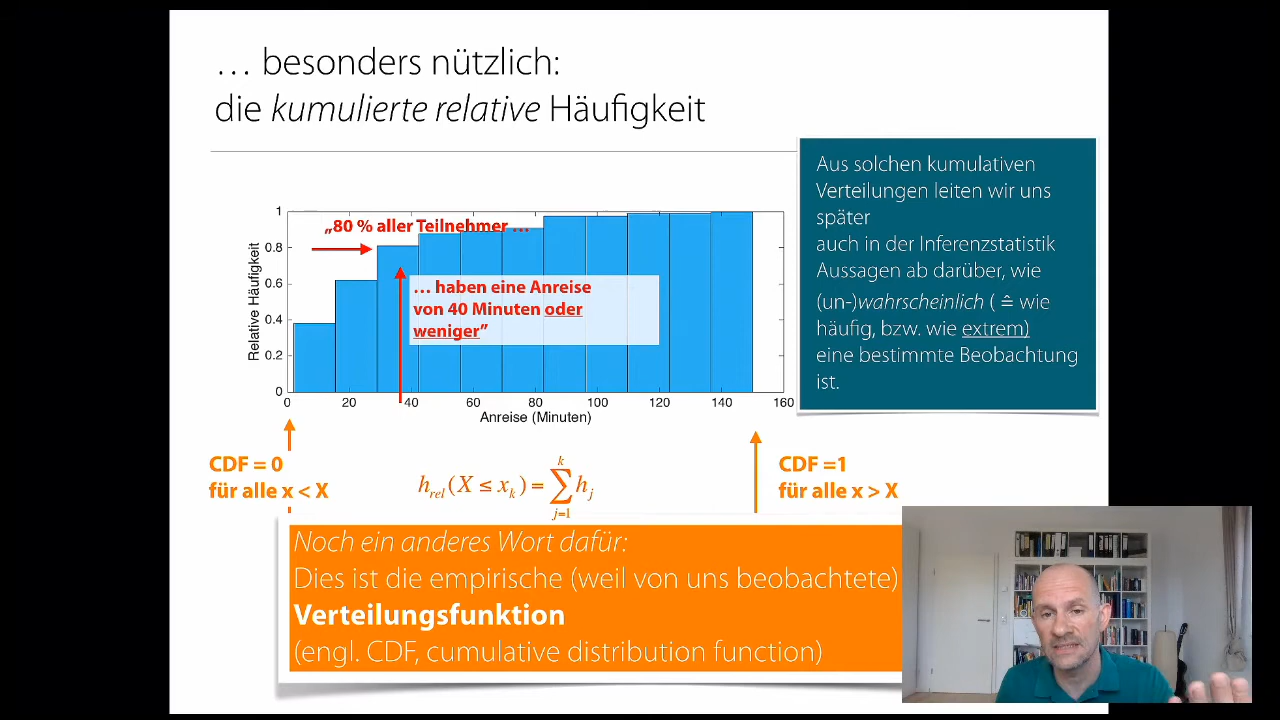 … besonders nützlich:
die kumulierte relative Häufigkeit
Aus solchen kumulativen
Verteilungen leiten wir uns
später
auch in der Inferenzstatistik
Aussagen ab darüber, wie
(un-)wahrscheinlich ( ≙ wie
häufig, bzw. wie extrem)
eine bestimmte Beobachtung
ist.
„80 % aller Teilnehmer …
… haben eine Anreise
von 40 Minuten oder
weniger”
Relative Häufigkeit
1
0.8
0.6
0.4
0.2
0
0 20 40 60 80 100 120 140 160
Anreise (Minuten)
CDF = 0
für alle x < X
h_rel(X ≤ x_k) = ∑_{j=1}^{k} h_j
CDF =1
für alle x > X
Noch ein anderes Wort dafür:
Dies ist die empirische (weil von uns beobachtete)
Verteilungsfunktion
(engl. CDF, cumulative distribution function)